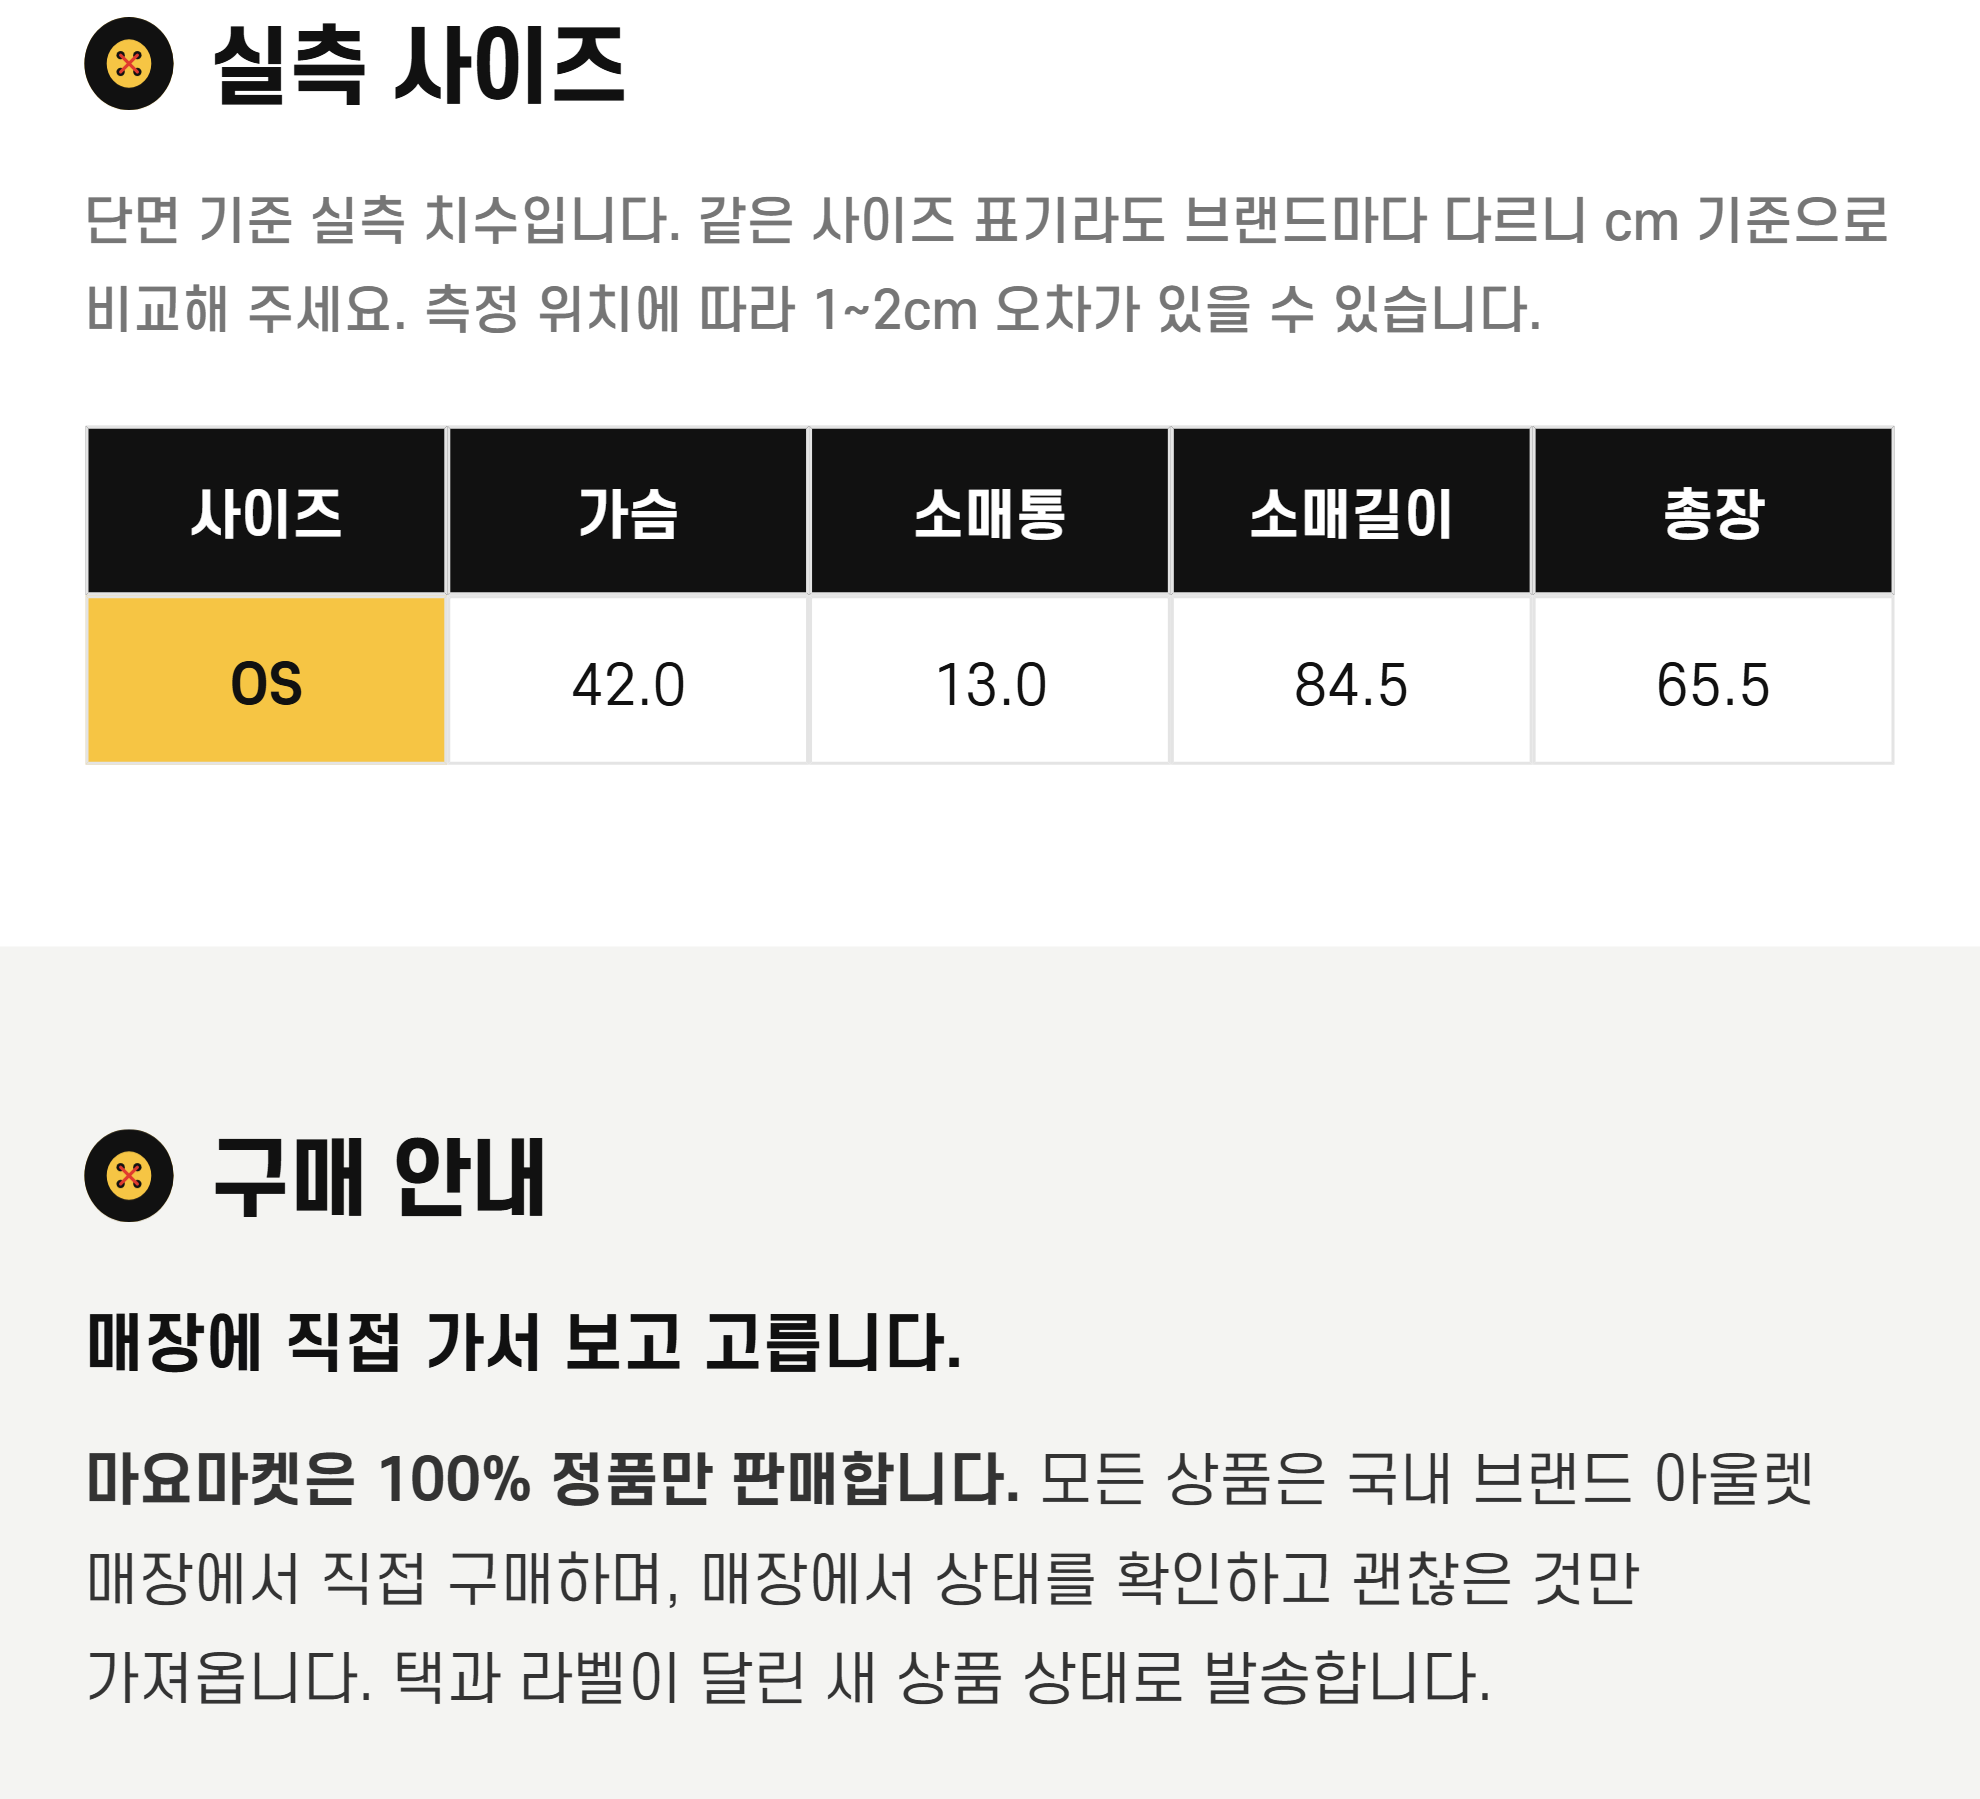 실측 사이즈
단면 기준 실측 치수입니다. 같은 사이즈 표기라도 브랜드마다 다르니 cm 기준으로
비교해 주세요. 측정 위치에 따라 1~2cm 오차가 있을 수 있습니다.
사이즈 가슴 소매통 소매길이 총장
OS 42.0 13.0 84.5 65.5
구매 안내
매장에 직접 가서 보고 고릅니다.
마요마켓은 100% 정품만 판매합니다. 모든 상품은 국내 브랜드 아울렛
매장에서 직접 구매하며, 매장에서 상태를 확인하고 괜찮은 것만
가져옵니다. 택과 라벨이 달린 새 상품 상태로 발송합니다.